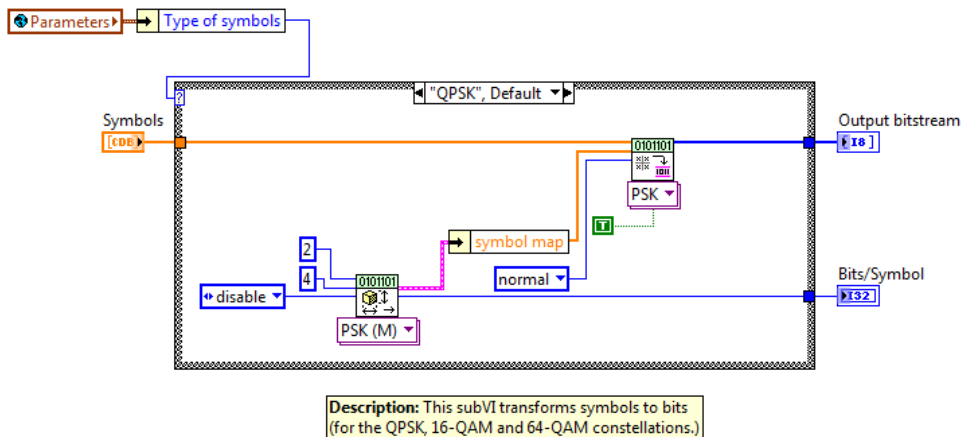 Parameters
Type of symbols
?
"QPSK", Default
Symbols
[CDB
0101101
Output bitstream
I8 ]
1011
PSK
T
symbol map
2
4
normal
0101101
disable
PSK (M)
Bits/Symbol
I32
Description: This subVI transforms symbols to bits
(for the QPSK, 16-QAM and 64-QAM constellations.)